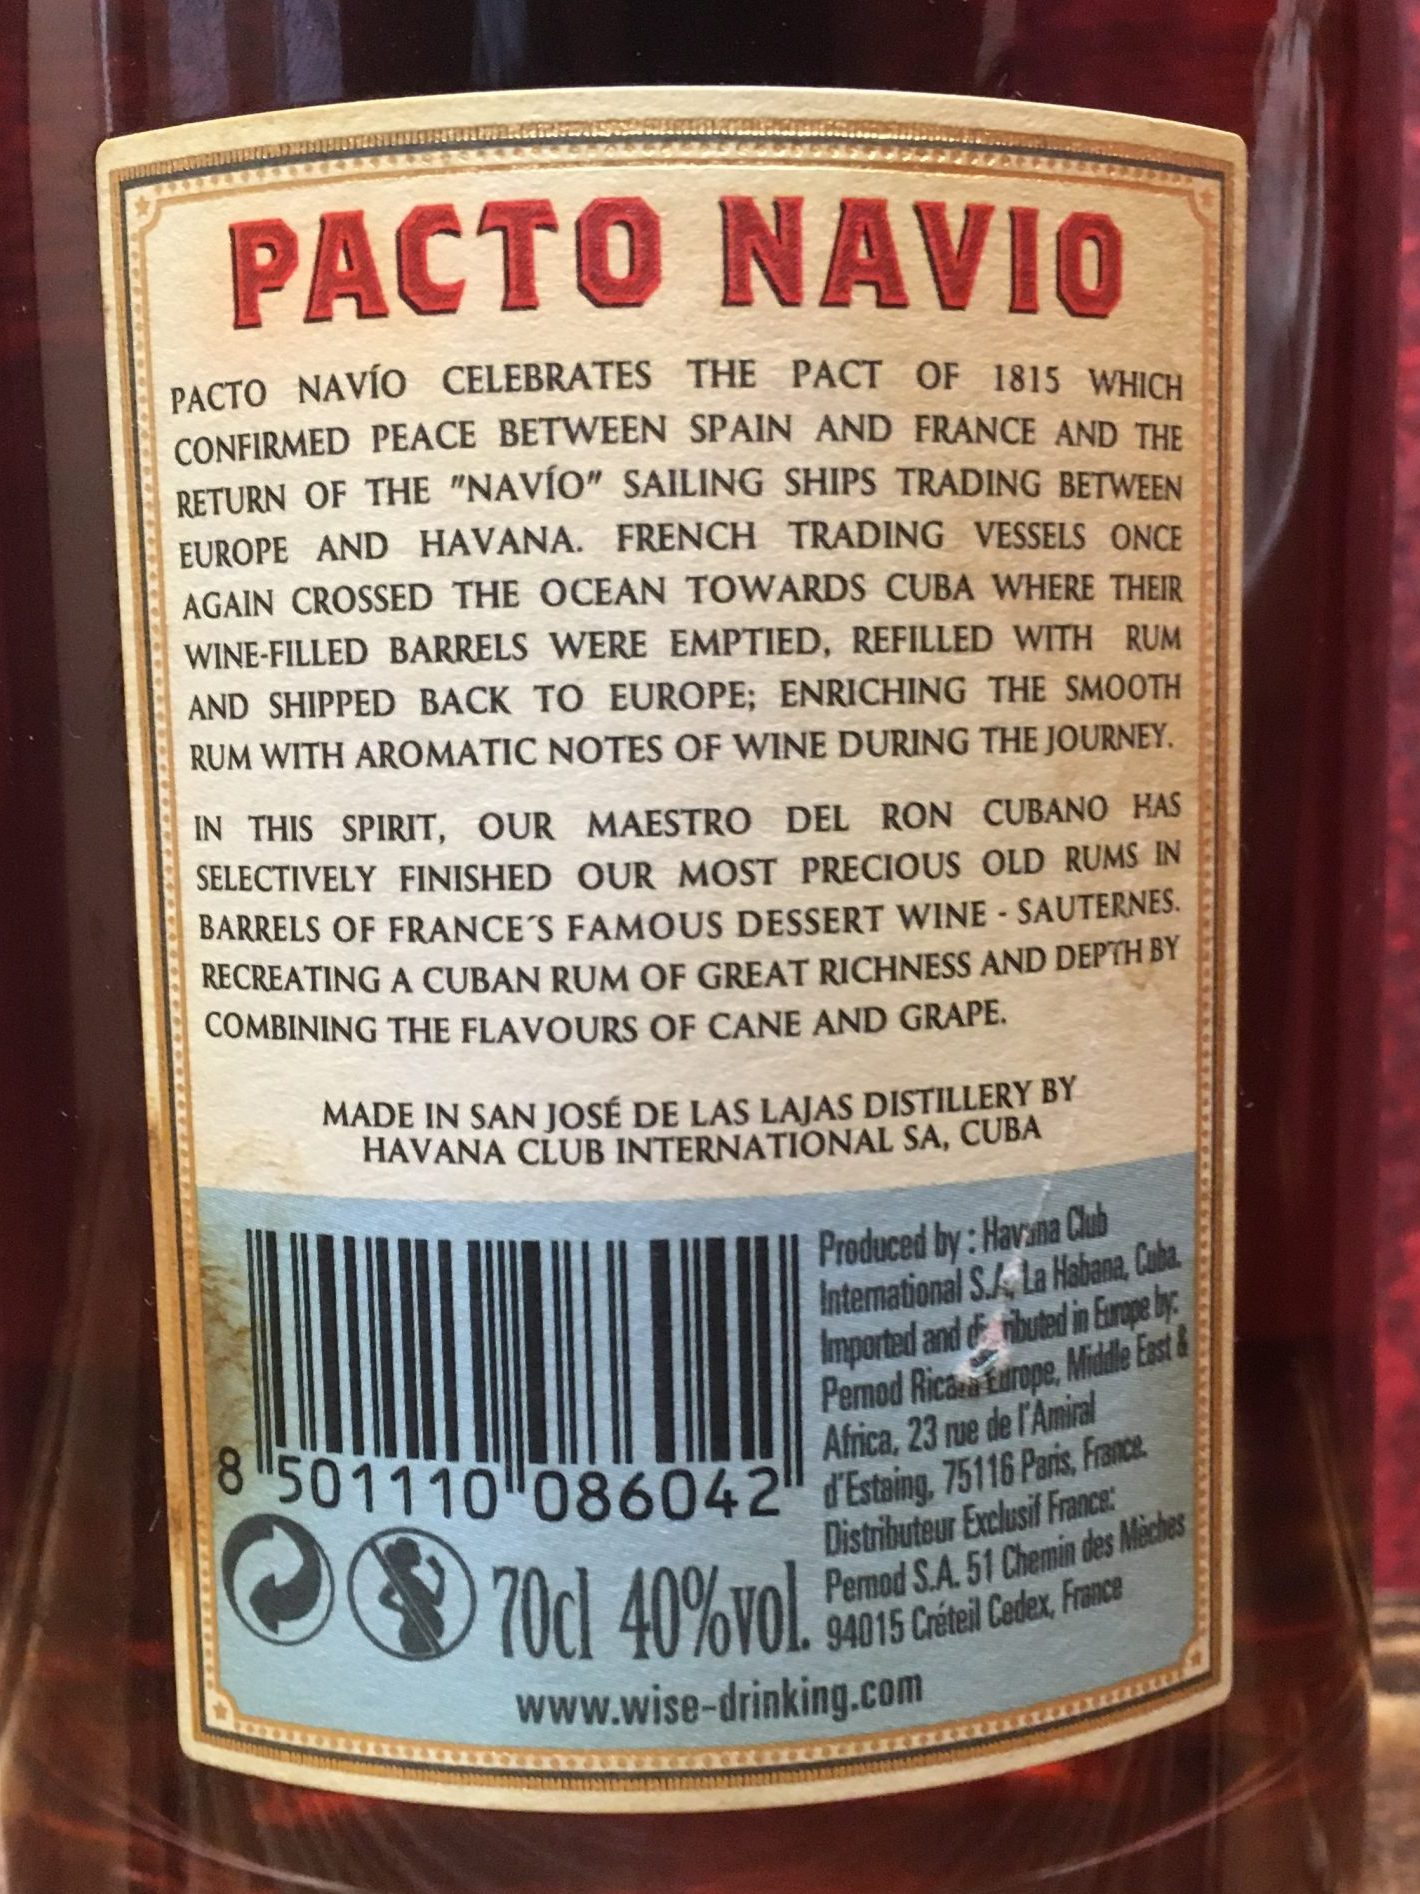 PACTO NAVIO
PACTO NAVÍO CELEBRATES THE PACT OF 1815 WHICH
CONFIRMED PEACE BETWEEN SPAIN AND FRANCE AND THE
RETURN OF THE "NAVÍO" SAILING SHIPS TRADING BETWEEN
EUROPE AND HAVANA. FRENCH TRADING VESSELS ONCE
AGAIN CROSSED THE OCEAN TOWARDS CUBA WHERE THEIR
WINE-FILLED BARRELS WERE EMPTIED, REFILLED WITH RUM
AND SHIPPED BACK TO EUROPE; ENRICHING THE SMOOTH
RUM WITH AROMATIC NOTES OF WINE DURING THE JOURNEY.
IN THIS SPIRIT, OUR MAESTRO DEL RON CUBANO HAS
SELECTIVELY FINISHED OUR MOST PRECIOUS OLD RUMS IN
BARRELS OF FRANCE´S FAMOUS DESSERT WINE - SAUTERNES.
RECREATING A CUBAN RUM OF GREAT RICHNESS AND DEPTH BY
COMBINING THE FLAVOURS OF CANE AND GRAPE.
MADE IN SAN JOSÉ DE LAS LAJAS DISTILLERY BY
HAVANA CLUB INTERNATIONAL SA, CUBA
Produced by : Havana Club
International S.A, La Habana, Cuba.
Imported and distributed in Europe by:
Pernod Ricard Europe, Middle East &
Africa, 23 rue de l'Amiral
d'Estaing, 75116 Paris, France.
Distributeur Exclusif France:
Pernod S.A. 51 Chemin des Mèches
94015 Créteil Cedex, France
8 501110 086042
70cl 40%vol.
www.wise-drinking.com